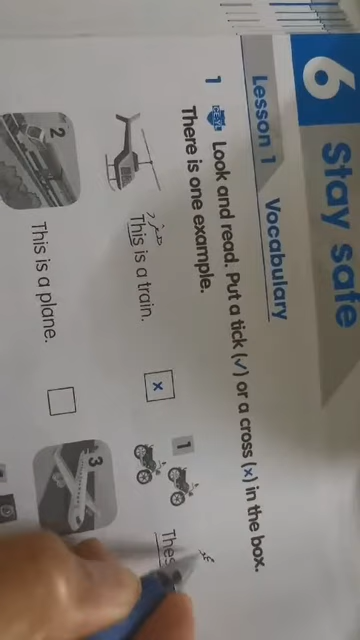 6 Stay safe
Lesson 1 Vocabulary
1 Look and read. Put a tick (✓) or a cross (x) in the box.
There is one example.
This is a train.
x
1
2
This is a plane.
3